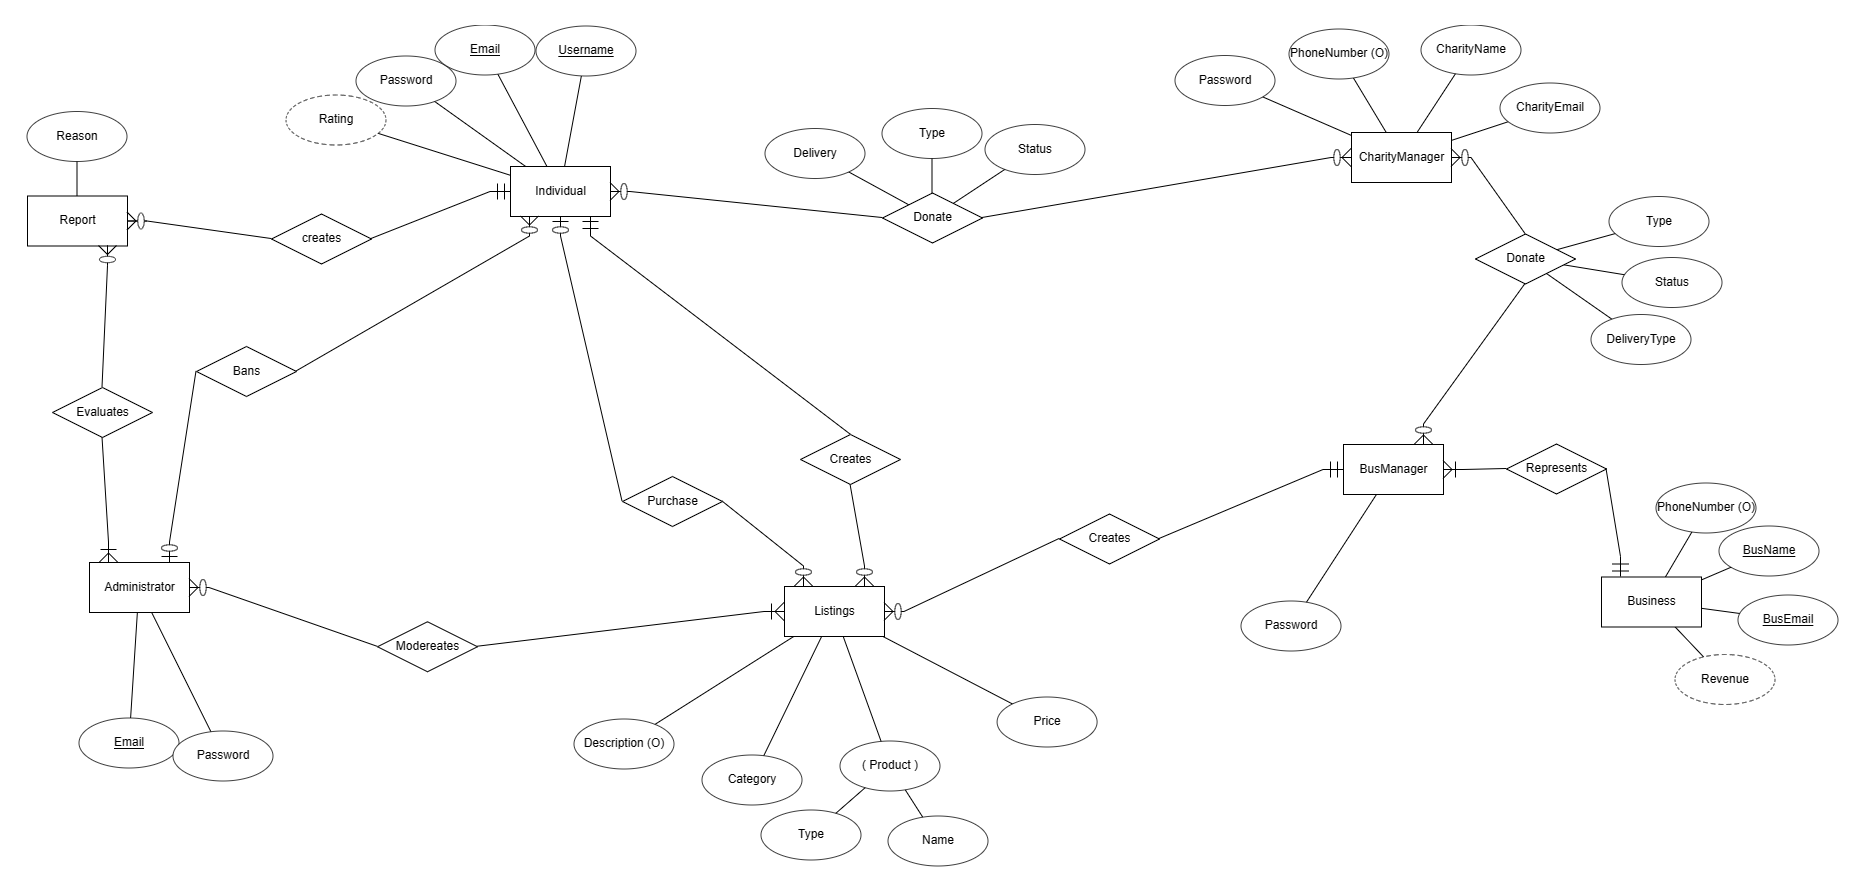 Email
Username
CharityName
PhoneNumber (O)
Password
Password
CharityEmail
Rating
Reason
Type
Status
Delivery
CharityManager
Individual
Report
Donate
Type
creates
Donate
Status
DeliveryType
Bans
Evaluates
Creates
BusManager
Represents
Purchase
PhoneNumber (O)
Creates
BusName
Administrator
Listings
Business
BusEmail
Password
Modereates
Revenue
Price
Email
Description (O)
Password
( Product )
Category
Type
Name